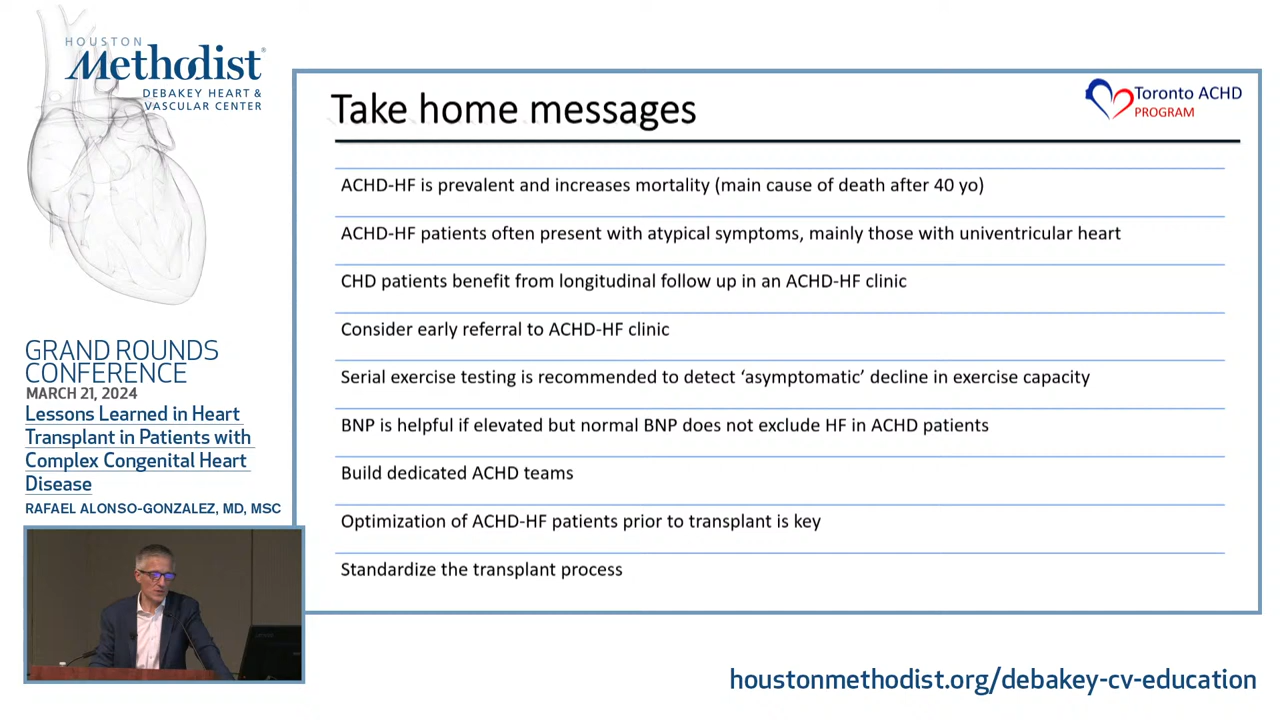 HOUSTON
Methodist
DEBAKEY HEART &
VASCULAR CENTER
GRAND ROUNDS
CONFERENCE
MARCH 21, 2024
Lessons Learned in Heart
Transplant in Patients with
Complex Congenital Heart
Disease
RAFAEL ALONSO-GONZALEZ, MD, MSC
Take home messages
Toronto ACHD
PROGRAM
ACHD-HF is prevalent and increases mortality (main cause of death after 40 yo)
ACHD-HF patients often present with atypical symptoms, mainly those with univentricular heart
CHD patients benefit from longitudinal follow up in an ACHD-HF clinic
Consider early referral to ACHD-HF clinic
Serial exercise testing is recommended to detect ‘asymptomatic’ decline in exercise capacity
BNP is helpful if elevated but normal BNP does not exclude HF in ACHD patients
Build dedicated ACHD teams
Optimization of ACHD-HF patients prior to transplant is key
Standardize the transplant process
houstonmethodist.org/debakey-cv-education